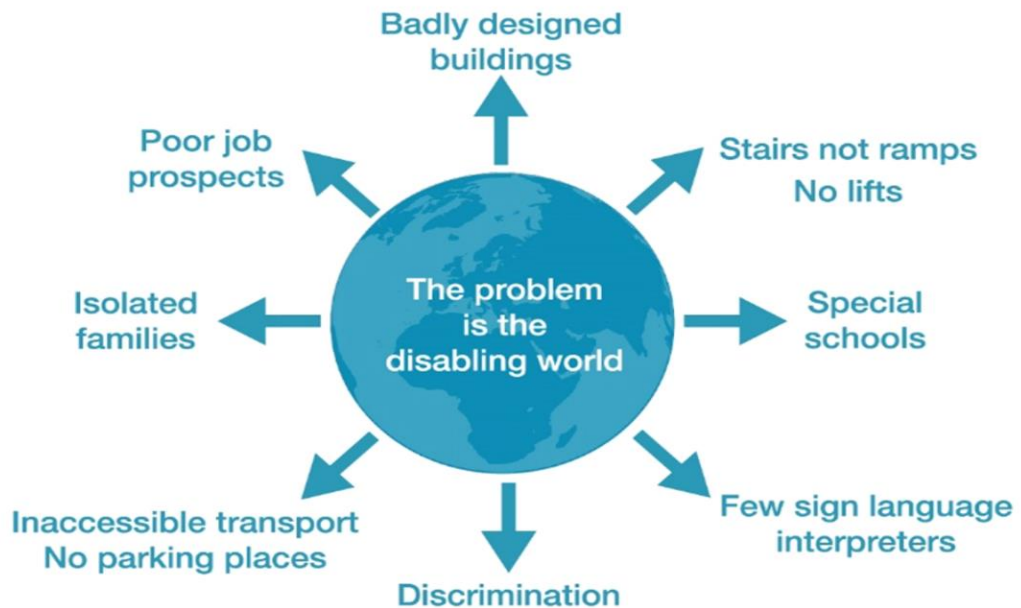 Badly designed
buildings
Stairs not ramps
No lifts
Special
schools
Few sign language
interpreters
Discrimination
Inaccessible transport
No parking places
Isolated
families
Poor job
prospects
The problem
is the
disabling world